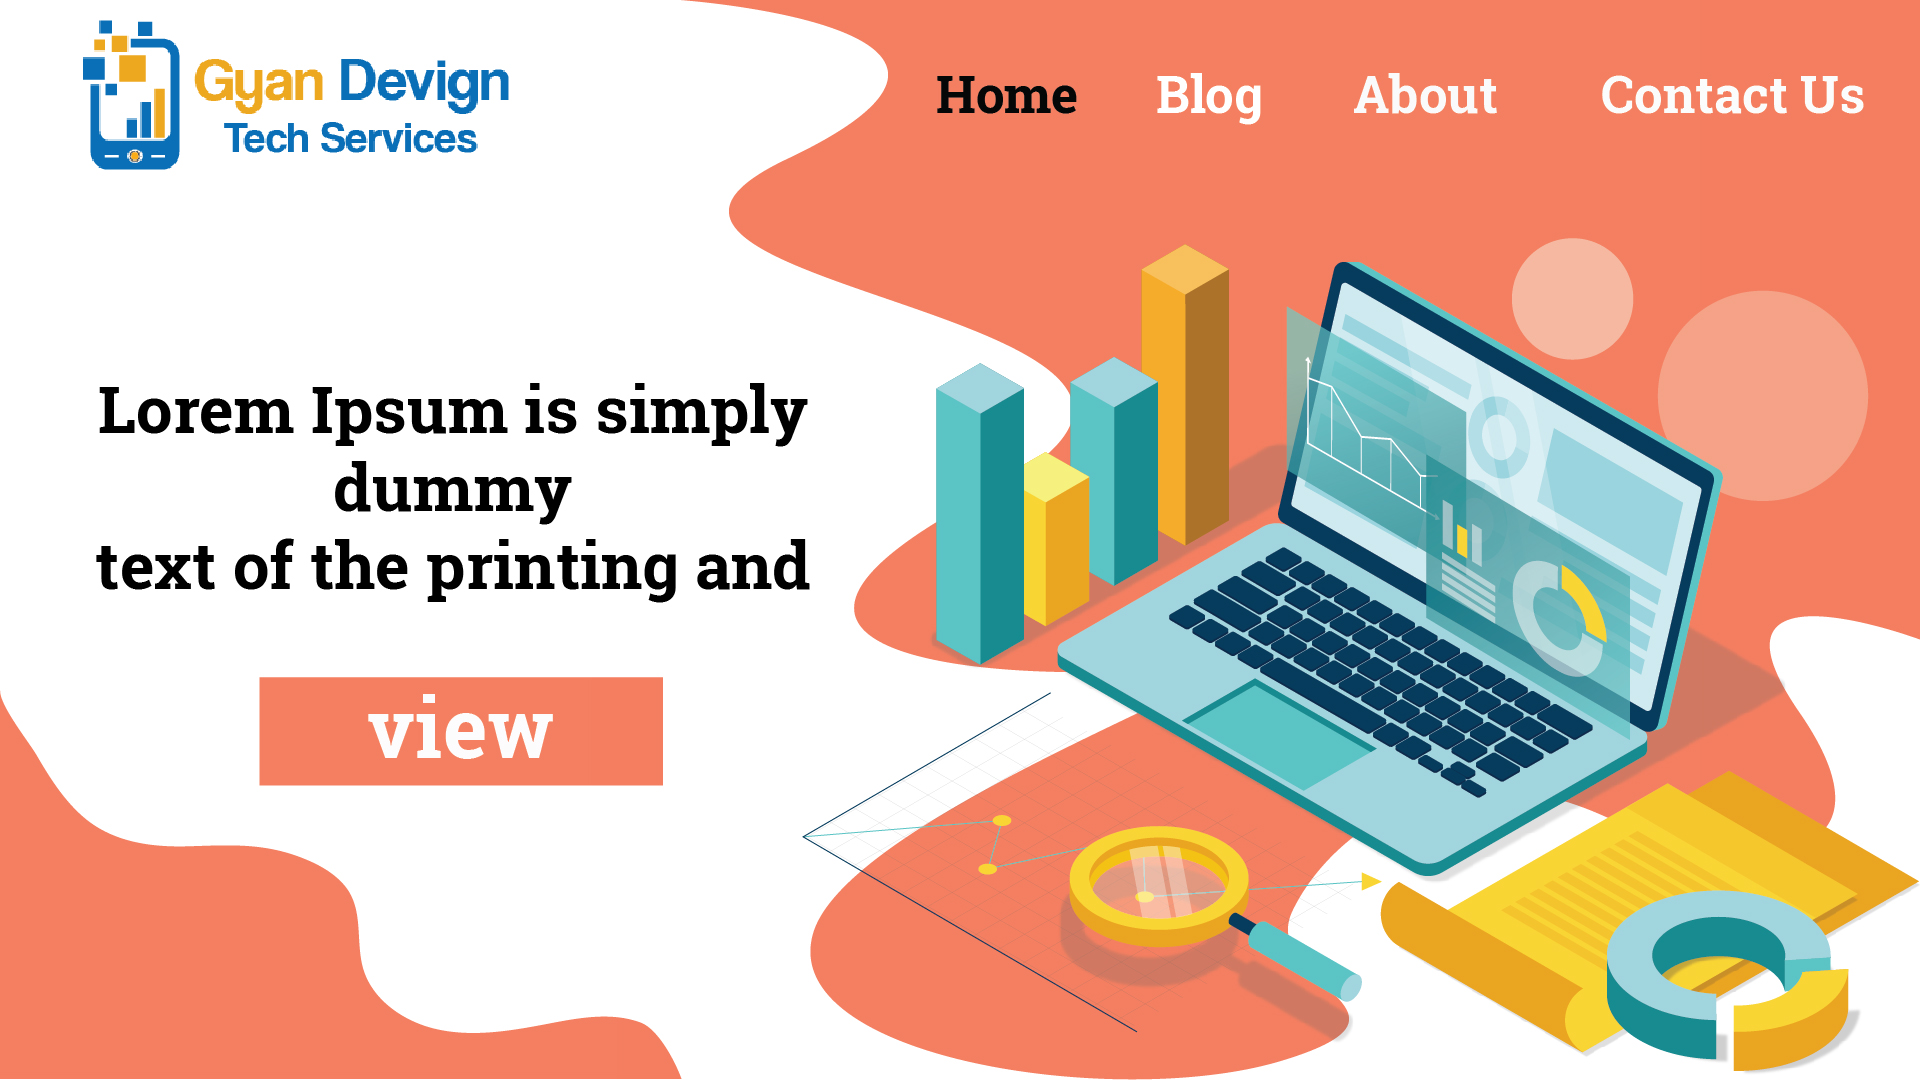 Gyan Devign
Tech Services
Home Blog About Contact Us
Lorem Ipsum is simply
dummy
text of the printing and
view